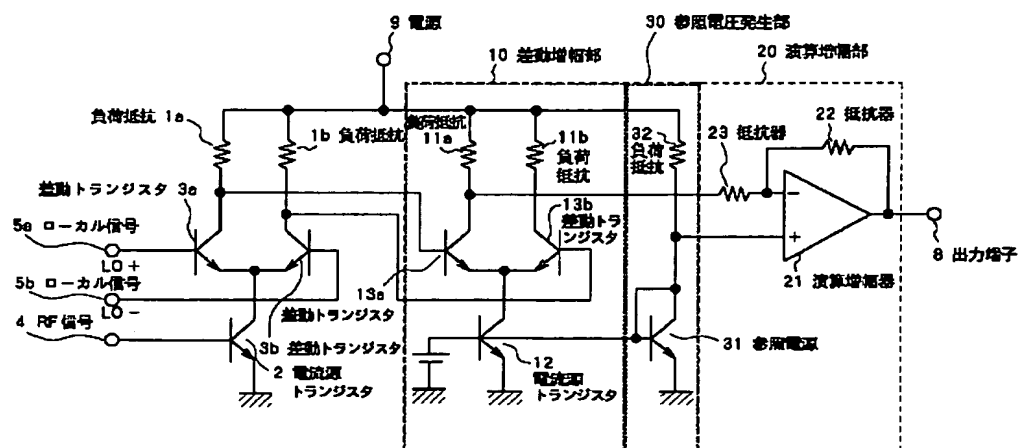 9 電源
10 差動増幅部
30 参照電圧発生部
20 演算増幅部
負荷抵抗 1a
1b 負荷抵抗
負荷抵抗
11a
11b
負荷
抵抗
32
負荷
抵抗
23 抵抗器
22 抵抗器
差動トランジスタ 3a
5a ローカル信号
LO +
5b ローカル信号
LO -
4 RF信号
13b
差動トラ
ンジスタ
13a
差動トランジスタ
3b 差動トランジスタ
2 電流源
トランジスタ
12
電流源
トランジスタ
31 参照電源
−
+
21 演算増幅器
8 出力端子